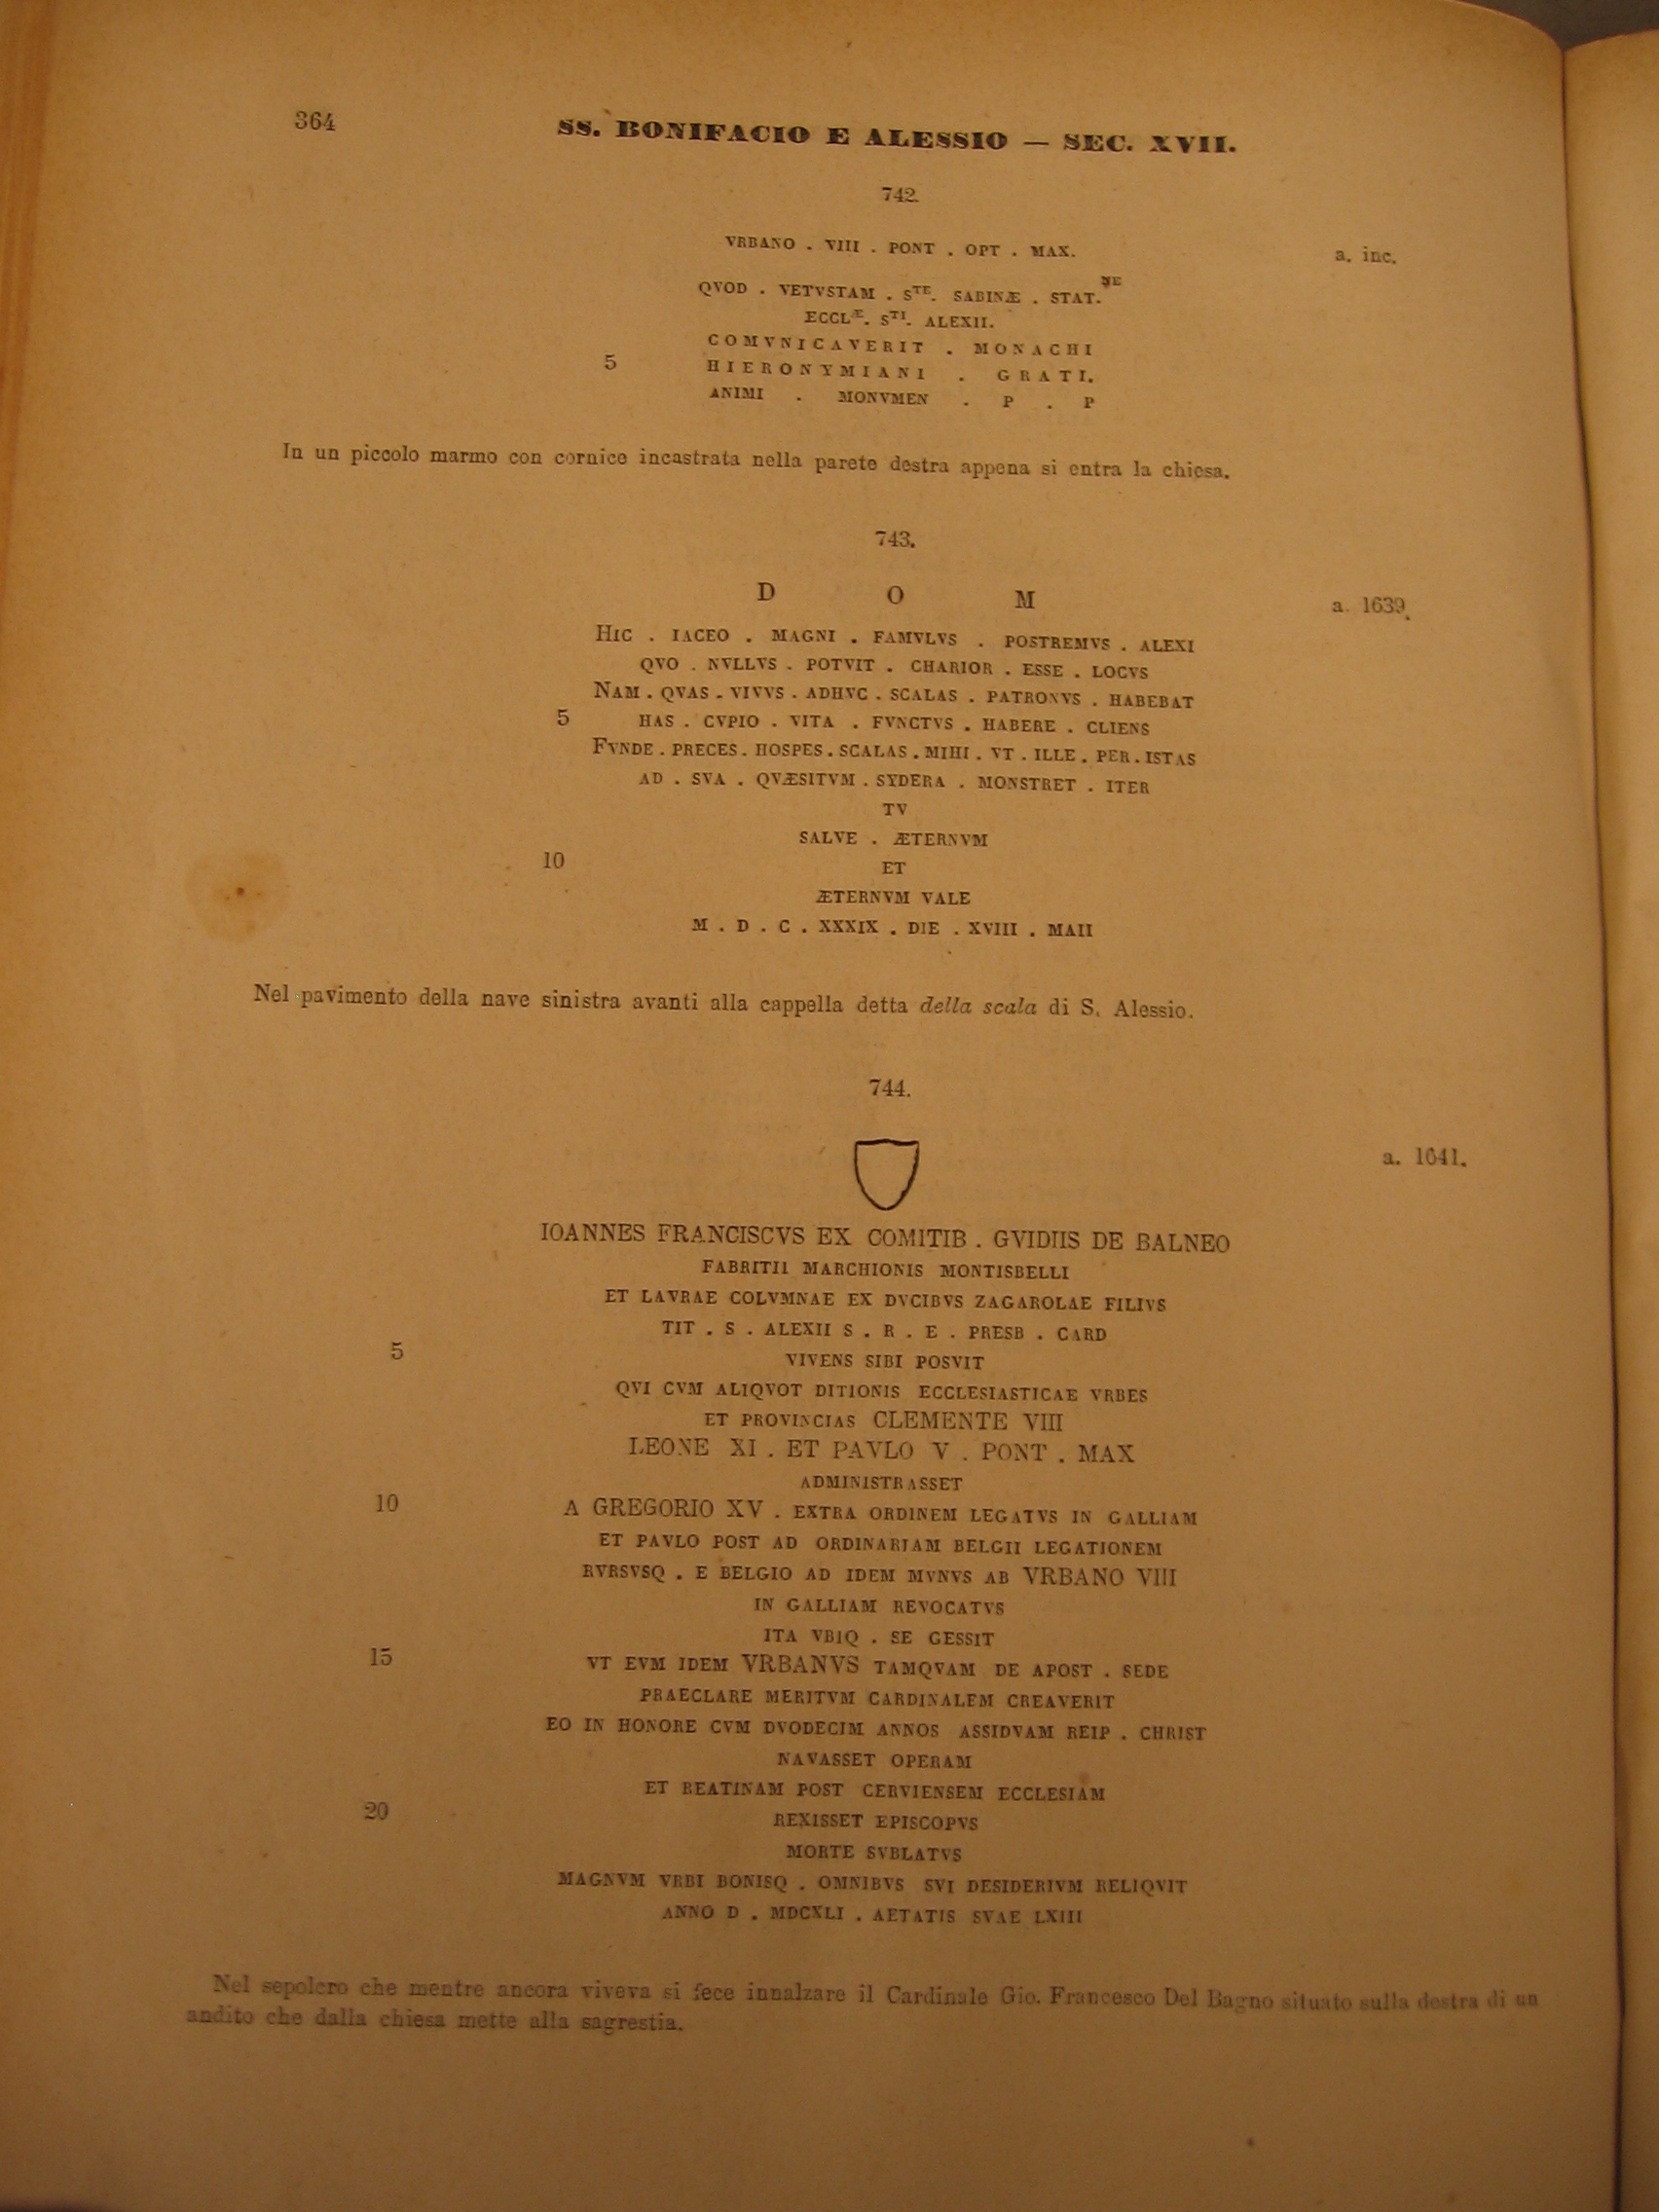 364
SS. BONIFACIO E ALESSIO — SEC. XVII.
742.
VRBANO . VIII . PONT . OPT . MAX.
a. inc.
QVOD . VETVSTAM . STE. SABINÆ . STAT.NE
ECCLÆ. STI. ALEXII.
COMVNICAVERIT . MONACHI
5 HIERONYMIANI . GRATI.
ANIMI . MONVMEN . P . P
In un piccolo marmo con cornice incastrata nella parete destra appena si entra la chiesa.
743.
D O M
a. 1639.
HIC . IACEO . MAGNI . FAMVLVS . POSTREMVS . ALEXI
QVO . NVLLVS . POTVIT . CHARIOR . ESSE . LOCVS
NAM . QVAS . VIVVS . ADHVC . SCALAS . PATRONVS . HABEBAT
5 HAS . CVPIO . VITA . FVNCTVS . HABERE . CLIENS
FVNDE . PRECES . HOSPES . SCALAS . MIHI . VT . ILLE . PER . ISTAS
AD . SVA . QVÆSITVM . SYDERA . MONSTRET . ITER
TV
SALVE . ÆTERNVM
10 ET
ÆTERNVM VALE
M . D . C . XXXIX . DIE . XVIII . MAII
Nel pavimento della nave sinistra avanti alla cappella detta della scala di S. Alessio.
744.
a. 1641.
IOANNES FRANCISCVS EX COMITIB . GVIDIIS DE BALNEO
FABRITII MARCHIONIS MONTISBELLI
ET LAVRAE COLVMNAE EX DVCIBVS ZAGAROLAE FILIVS
TIT . S . ALEXII S . R . E . PRESB . CARD
5 VIVENS SIBI POSVIT
QVI CVM ALIQVOT DITIONIS ECCLESIASTICAE VRBES
ET PROVINCIAS CLEMENTE VIII
LEONE XI . ET PAVLO V . PONT . MAX
ADMINISTRASSET
10 A GREGORIO XV . EXTRA ORDINEM LEGATVS IN GALLIAM
ET PAVLO POST AD ORDINARIAM BELGII LEGATIONEM
RVRSVSQ . E BELGIO AD IDEM MVNVS AB VRBANO VIII
IN GALLIAM REVOCATVS
ITA VBIQ . SE GESSIT
15 VT EVM IDEM VRBANVS TAMQVAM DE APOST . SEDE
PRAECLARE MERITVM CARDINALEM CREAVERIT
EO IN HONORE CVM DVODECIM ANNOS ASSIDVAM REIP . CHRIST
NAVASSET OPERAM
ET REATINAM POST CERVIENSEM ECCLESIAM
20 REXISSET EPISCOPVS
MORTE SVBLATVS
MAGNVM VRBI BONISQ . OMNIBVS SVI DESIDERIVM RELIQVIT
ANNO D . MDCXLI . AETATIS SVAE LXIII
Nel sepolcro che mentre ancora viveva si fece innalzare il Cardinale Gio. Francesco Del Bagno situato sulla destra di un
andito che dalla chiesa mette alla sagrestia.